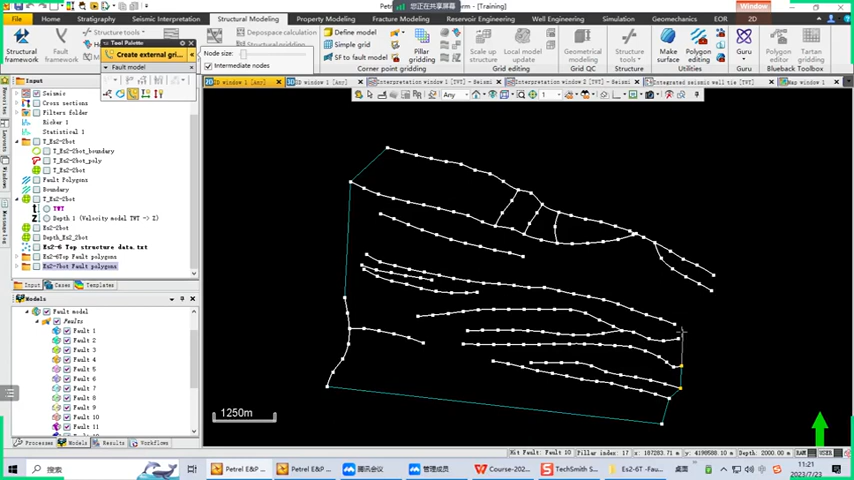 您正在共享屏幕
[Training]
Window
File
Home
Stratigraphy
Seismic Interpretation
Structural Modeling
Property Modeling
Fracture Modeling
Reservoir Engineering
Well Engineering
Simulation
Geomechanics
EOR
2D
Structural framework
Fault framework
Structure tools
Tool Palette
Create external gri...
Fault model
Depospace calculation
Structural gridding
Node size:
Intermediate nodes
Define model
Simple grid
SF to fault model
Pillar gridding
Corner point gridding
Scale up structure
Local model update
Grid editing
Geometrical modeling
Grid QC
Structure tools
Structure
Make surface
Polygon editing
Utilities
Guru
Guru
Polygon editor
Tartan gridding
Blueback Toolbox
Input
Seismic
Cross sections
Filters folder
Ricker 1
Statistical 1
T_Es2-2bot
T_Es2-2bot_boundary
T_Es2-2bot_poly
T_Es2-2bot
Fault Polygons
Boundary
T_Es2-2bot
TWT
Depth 1 (Velocity model TWT -> Z)
Es2-2bot
Depth_Es2_2bot
Es2-6 Top structure data.txt
Es2-6Top Fault polygons
Es2-7bot Fault polygons
Input
Cases
Templates
Models
Fault model
Faults
Fault 1
Fault 2
Fault 3
Fault 4
Fault 5
Fault 6
Fault 7
Fault 8
Fault 9
Fault 10
Fault 11
Processes
Models
Results
Workflows
2D window 1 [Any]
3D window 1 [Any]
Interpretation window 1 [TWT] - Seismi
Interpretation window 2 [TWT] - Seismi
Integrated seismic well tie [TWT]
Map window 1
Any
1
1250m
Hit Fault: Fault 10
Pillar index: 17
X= 187283.71 m
Y= 4198588.10 m
Depth= 2000.00 m
RAM
USER
搜索
Petrel E&P ...
Petrel E&P ...
腾讯会议
管理成员
Course-202...
TechSmith S...
Es2-6T -Fau...
桌面
11:21
2023/7/23